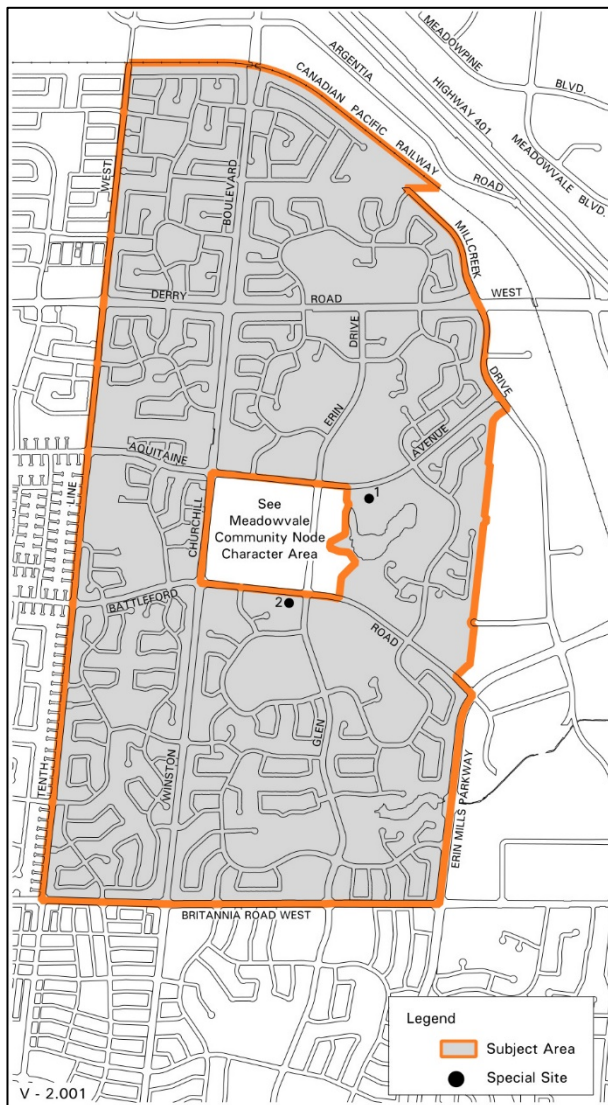 MEADOWPINE
BLVD.
ARGENTIA
ROAD
HIGHWAY 401
MEADOWVALE BLVD.
CANADIAN PACIFIC RAILWAY
WEST
BOULEVARD
MILLCREEK
DERRY
ROAD
WEST
DRIVE
DRIVE
ERIN
AVENUE
AQUITAINE
1
See
Meadowvale
Community Node
Character Area
LINE
CHURCHILL
BATTLEFORD
2
ROAD
GLEN
WINSTON
TENTH
ERIN MILLS PARKWAY
BRITANNIA ROAD WEST
Legend
Subject Area
Special Site
V - 2.001